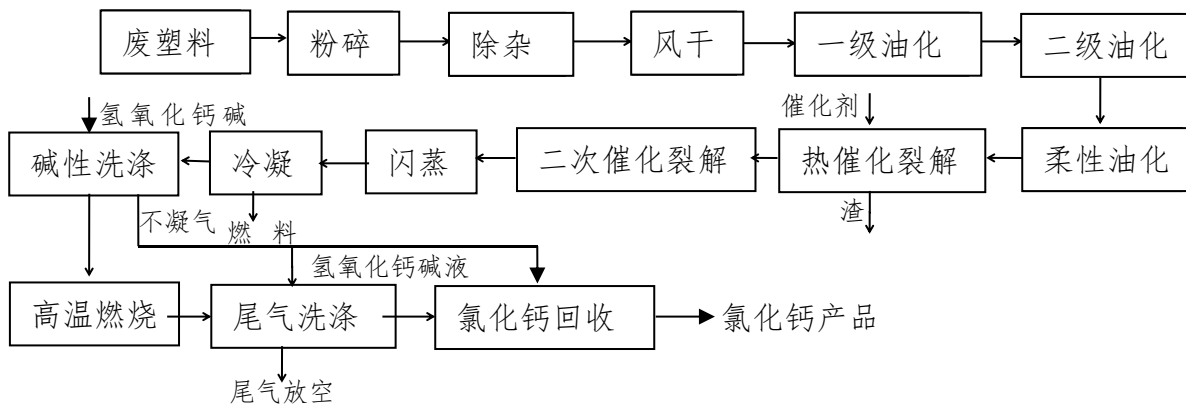 废塑料 粉碎 除杂 风干 一级油化 二级油化
氢氧化钙碱 催化剂
碱性洗涤 冷凝 闪蒸 二次催化裂解 热催化裂解 柔性油化
不凝气 燃料 渣
氢氧化钙碱液
高温燃烧 尾气洗涤 氯化钙回收 氯化钙产品
尾气放空